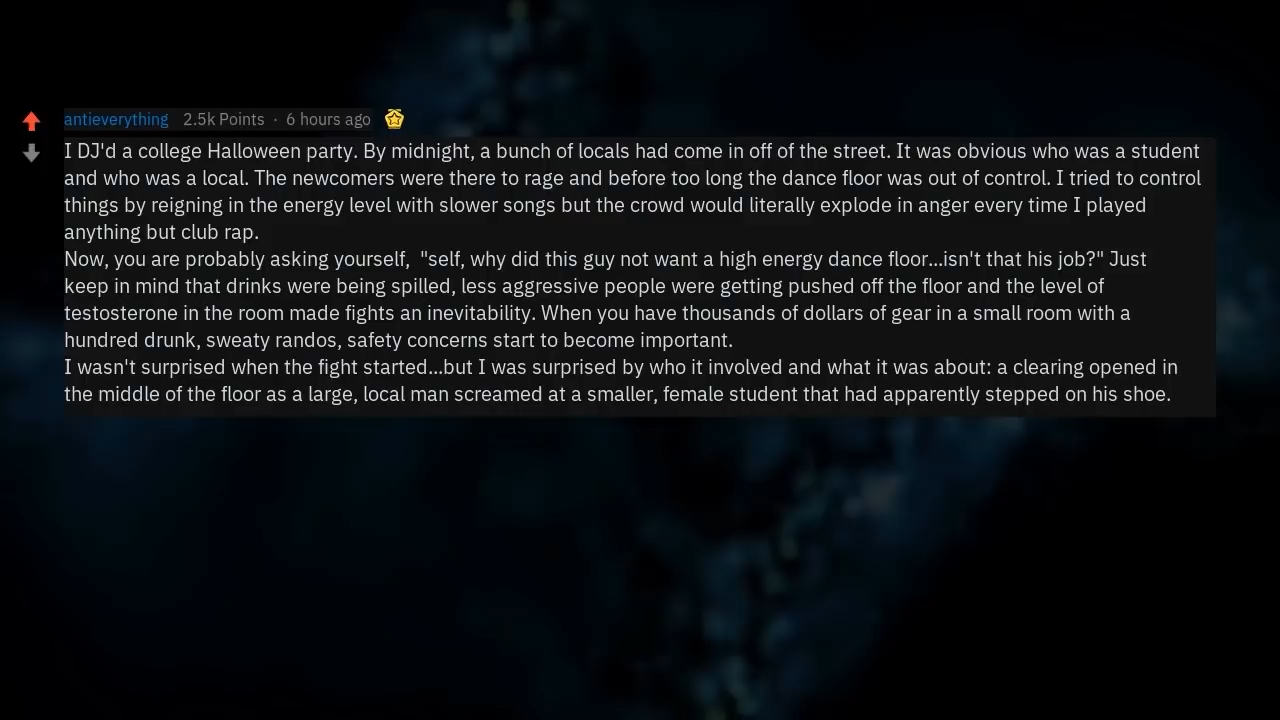 antieverything 2.5k Points · 6 hours ago
I DJ'd a college Halloween party. By midnight, a bunch of locals had come in off of the street. It was obvious who was a student
and who was a local. The newcomers were there to rage and before too long the dance floor was out of control. I tried to control
things by reigning in the energy level with slower songs but the crowd would literally explode in anger every time I played
anything but club rap.
Now, you are probably asking yourself,  "self, why did this guy not want a high energy dance floor...isn't that his job?" Just
keep in mind that drinks were being spilled, less aggressive people were getting pushed off the floor and the level of
testosterone in the room made fights an inevitability. When you have thousands of dollars of gear in a small room with a
hundred drunk, sweaty randos, safety concerns start to become important.
I wasn't surprised when the fight started...but I was surprised by who it involved and what it was about: a clearing opened in
the middle of the floor as a large, local man screamed at a smaller, female student that had apparently stepped on his shoe.